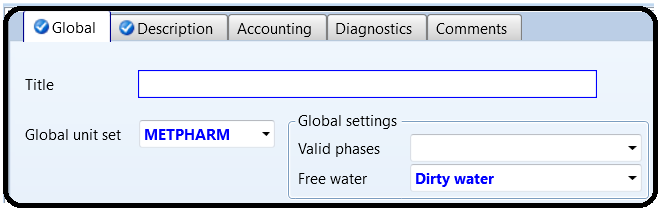 Global Description Accounting Diagnostics Comments
Title
Global settings
Global unit set METPHARM
Valid phases
Free water Dirty water